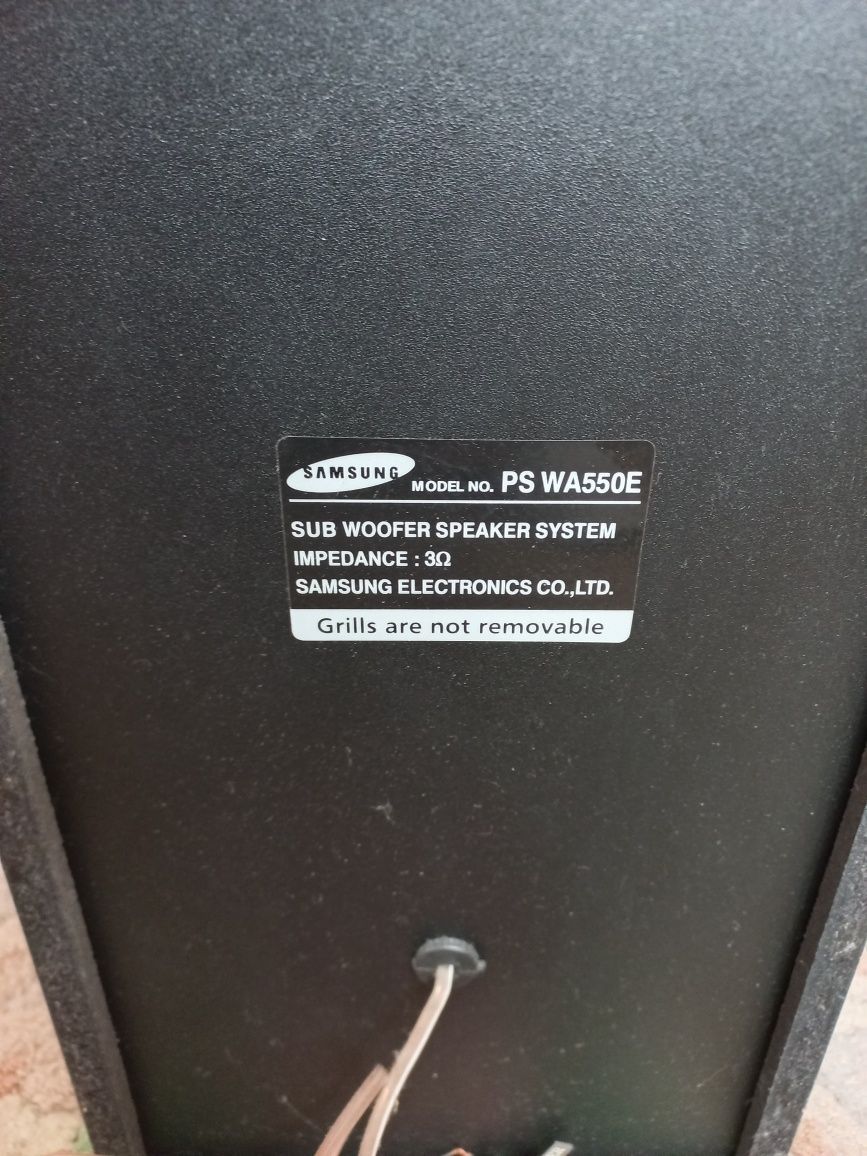 SAMSUNG MODEL NO. PS WA550E
SUB WOOFER SPEAKER SYSTEM
IMPEDANCE : 3Ω
SAMSUNG ELECTRONICS CO.,LTD.
Grills are not removable